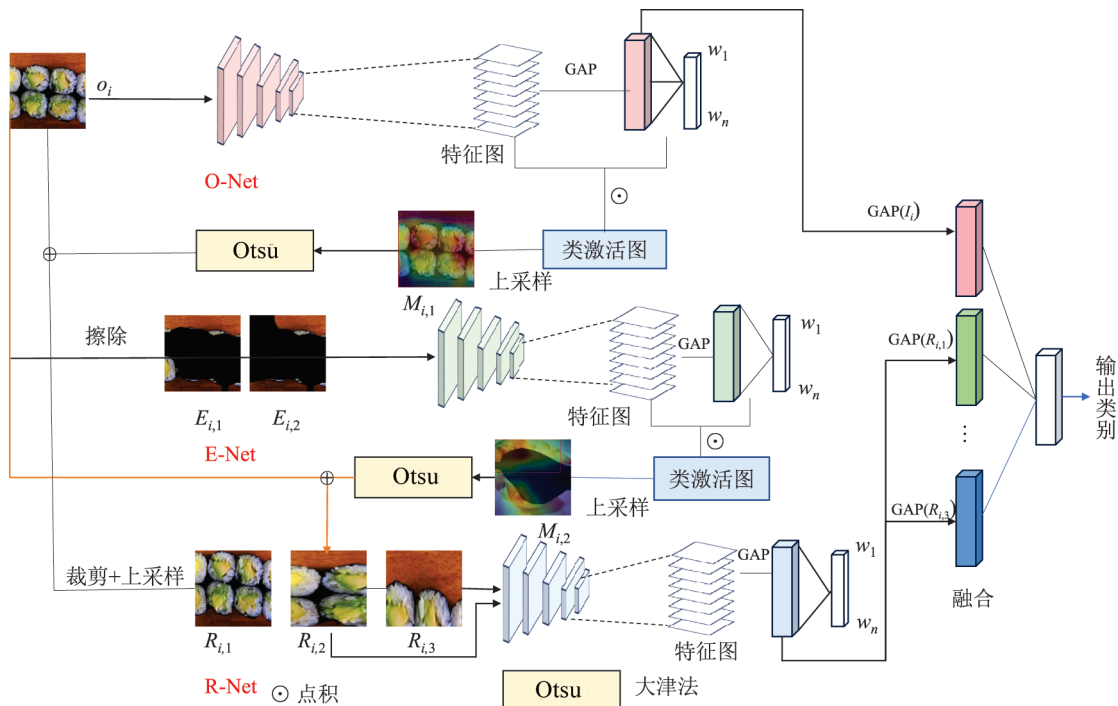 o_i
GAP
w_1
w_n
特征图
O-Net
⊙
GAP(I_i)
Otsu
上采样
类激活图
M_{i,1}
擦除
GAP
w_1
w_n
GAP(R_{i,1})
输出类别
E_{i,1}
E_{i,2}
特征图
E-Net
⊙
…
Otsu
上采样
类激活图
M_{i,2}
GAP(R_{i,3})
裁剪+上采样
GAP
w_1
w_n
融合
R_{i,1}
R_{i,2}
R_{i,3}
特征图
R-Net
⊙ 点积
Otsu
大津法